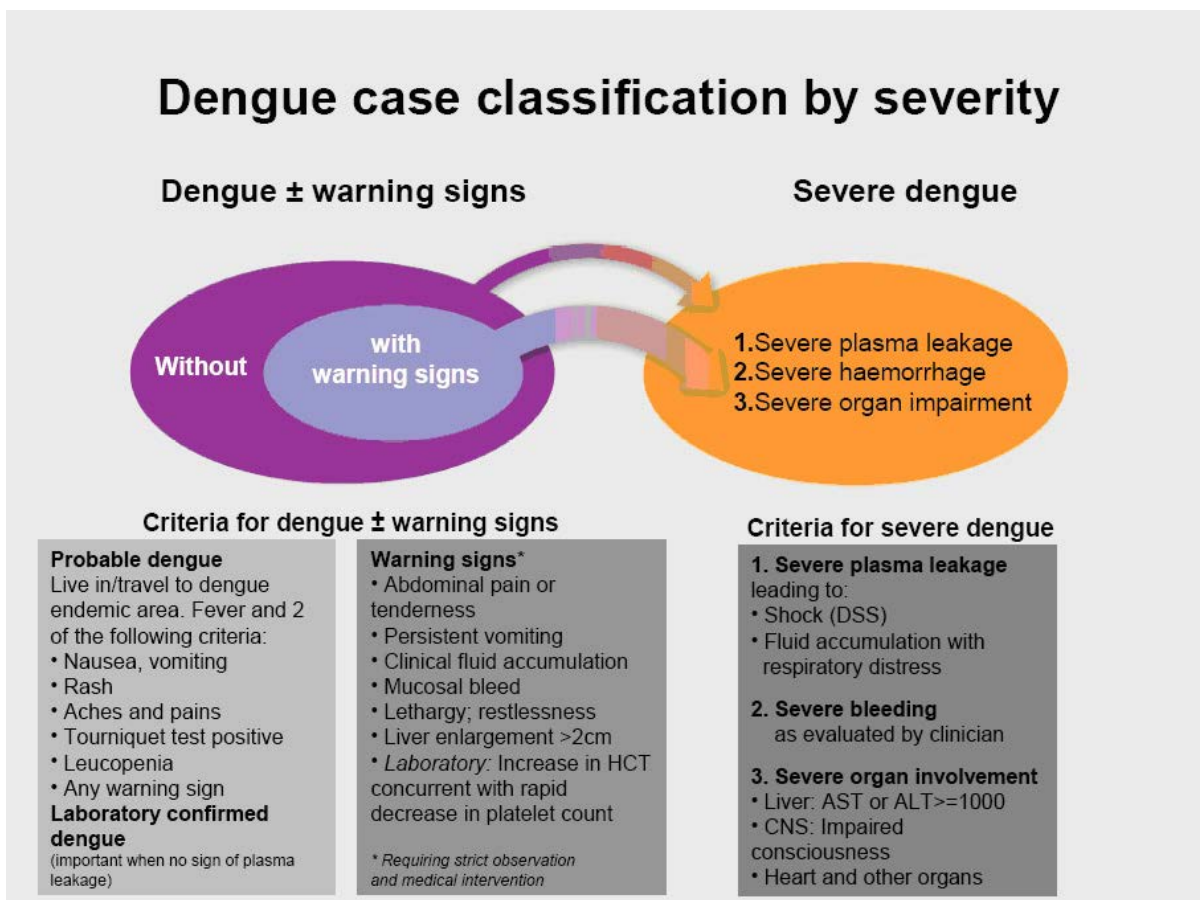 Dengue case classification by severity
Dengue ± warning signs
Severe dengue
Without
with
warning signs
1.Severe plasma leakage
2.Severe haemorrhage
3.Severe organ impairment
Criteria for dengue ± warning signs
Probable dengue
Live in/travel to dengue
endemic area. Fever and 2
of the following criteria:
• Nausea, vomiting
• Rash
• Aches and pains
• Tourniquet test positive
• Leucopenia
• Any warning sign
Laboratory confirmed
dengue
(important when no sign of plasma
leakage)
Warning signs*
• Abdominal pain or
tenderness
• Persistent vomiting
• Clinical fluid accumulation
• Mucosal bleed
• Lethargy; restlessness
• Liver enlargement >2cm
• Laboratory: Increase in HCT
concurrent with rapid
decrease in platelet count
* Requiring strict observation
and medical intervention
Criteria for severe dengue
1. Severe plasma leakage
leading to:
• Shock (DSS)
• Fluid accumulation with
respiratory distress
2. Severe bleeding
as evaluated by clinician
3. Severe organ involvement
• Liver: AST or ALT>=1000
• CNS: Impaired
consciousness
• Heart and other organs